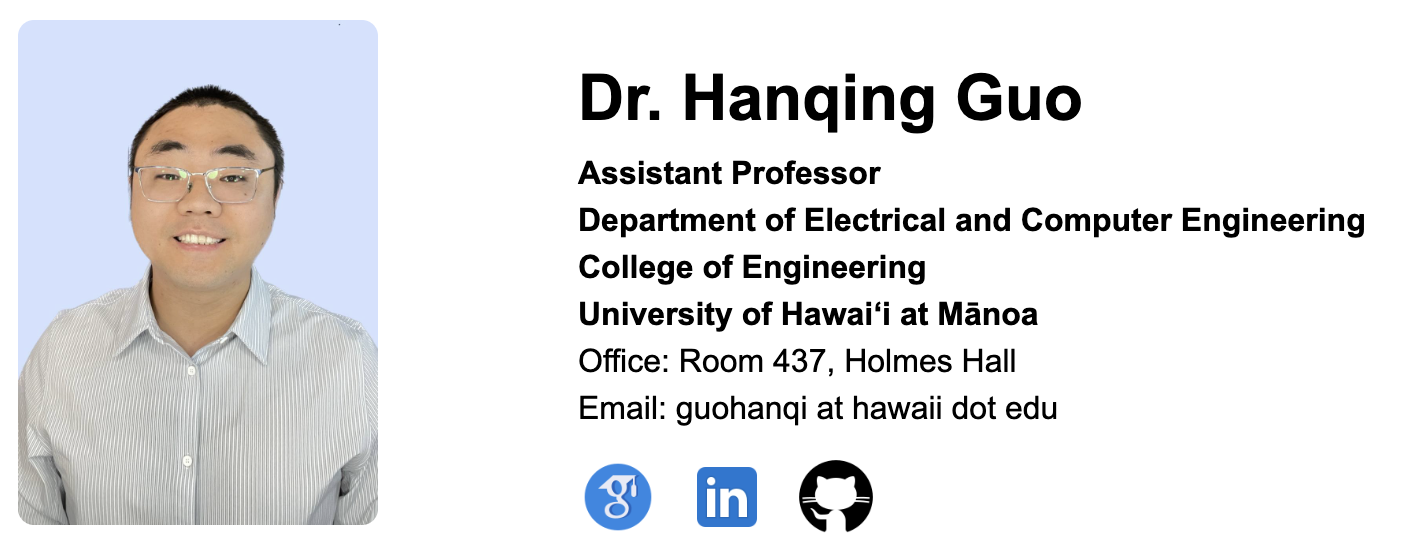 Dr. Hanqing Guo
Assistant Professor
Department of Electrical and Computer Engineering
College of Engineering
University of Hawaiʻi at Mānoa
Office: Room 437, Holmes Hall
Email: guohanqi at hawaii dot edu
g in